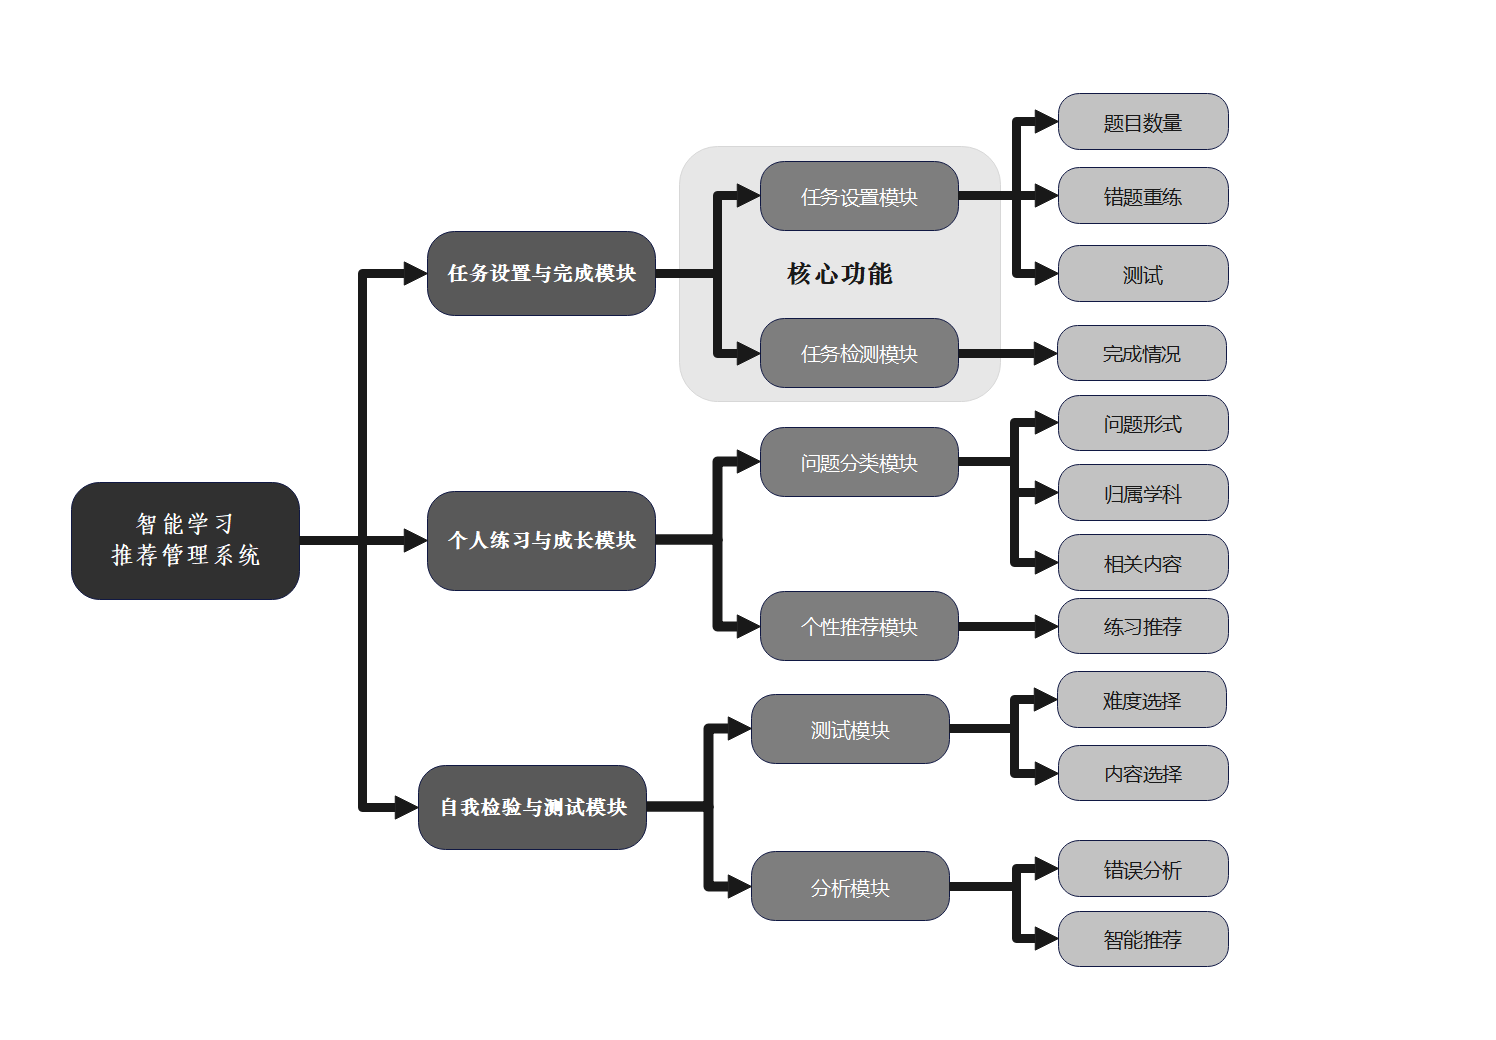 智能学习
推荐管理系统
任务设置与完成模块
任务设置模块
核心功能
任务检测模块
题目数量
错题重练
测试
完成情况
个人练习与成长模块
问题分类模块
问题形式
归属学科
相关内容
个性推荐模块
练习推荐
自我检验与测试模块
测试模块
难度选择
内容选择
分析模块
错误分析
智能推荐